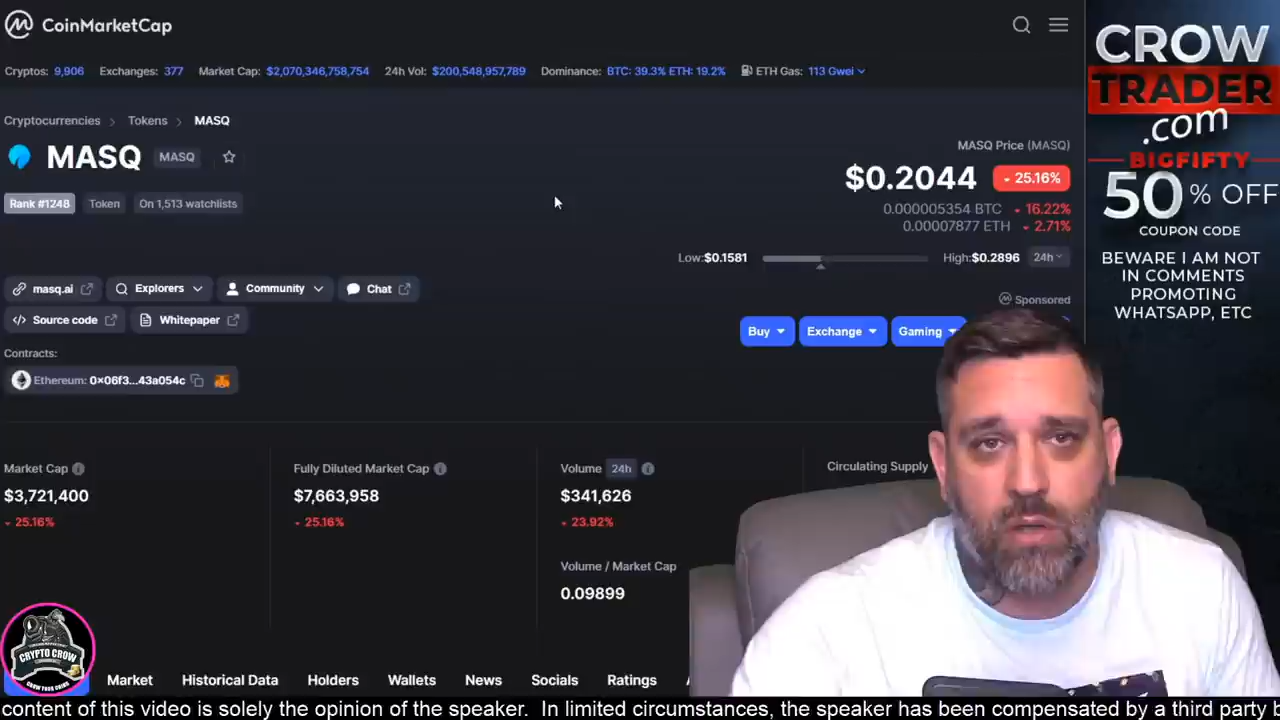 CoinMarketCap
Cryptos: 9,906 Exchanges: 377 Market Cap: $2,070,346,758,754 24h Vol: $200,548,957,789 Dominance: BTC: 39.3% ETH: 19.2% ETH Gas: 113 Gwei
Cryptocurrencies > Tokens > MASQ
MASQ MASQ
Rank #1248 Token On 1,513 watchlists
MASQ Price (MASQ)
$0.2044 25.16%
0.000005354 BTC 16.22%
0.00007877 ETH 2.71%
Low:$0.1581 High:$0.2896 24h
masq.ai Explorers Community Chat
Source code Whitepaper
Sponsored
Buy Exchange Gaming
Contracts:
Ethereum: 0x06f3...43a054c
Market Cap
$3,721,400
25.16%
Fully Diluted Market Cap
$7,663,958
25.16%
Volume 24h
$341,626
23.92%
Volume / Market Cap
0.09899
Circulating Supply
Market Historical Data Holders Wallets News Socials Ratings
CROW
TRADER
.com
BIGFIFTY
50% OFF
COUPON CODE
BEWARE I AM NOT
IN COMMENTS
PROMOTING
WHATSAPP, ETC
CRYPTO CROW
content of this video is solely the opinion of the speaker. In limited circumstances, the speaker has been compensated by a third party b